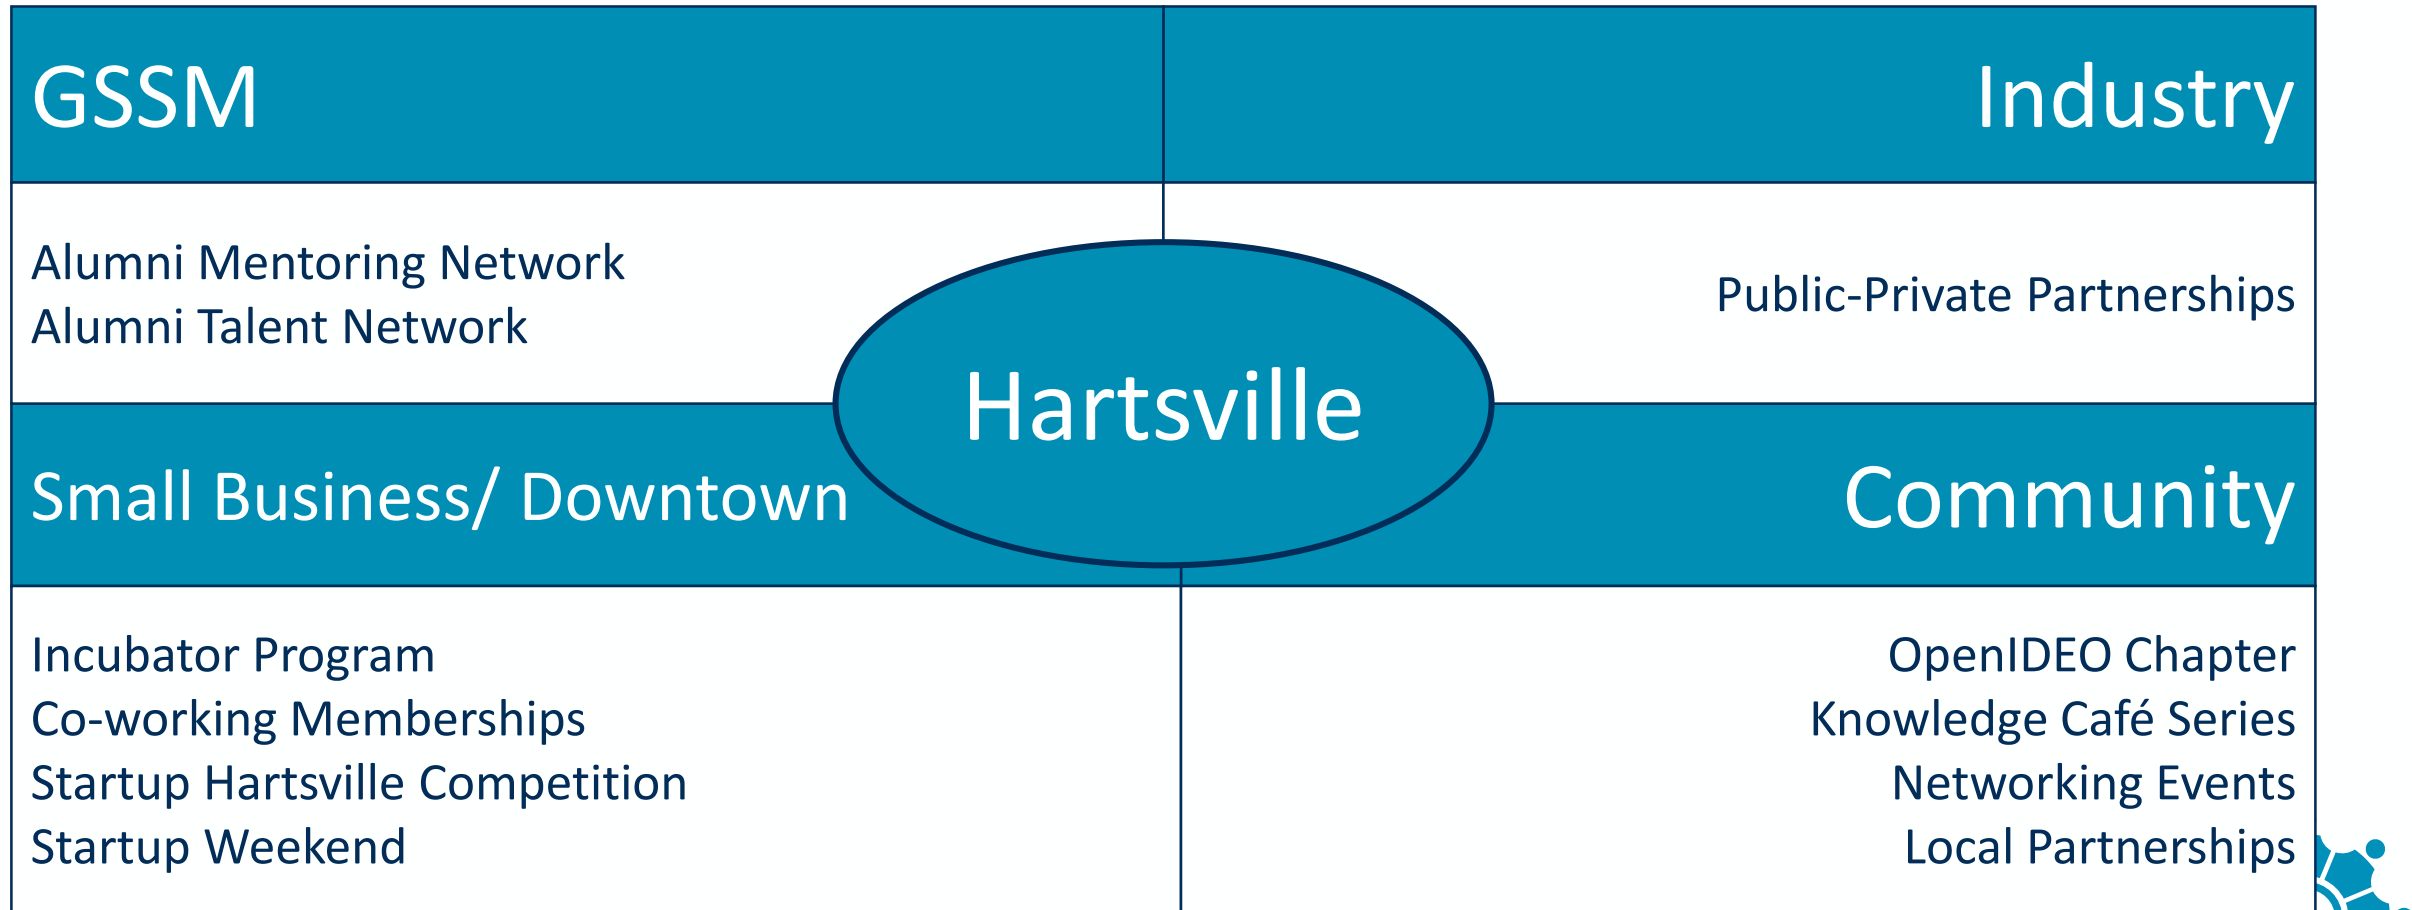 GSSM
Industry
Alumni Mentoring Network
Alumni Talent Network
Public-Private Partnerships
Hartsville
Small Business/ Downtown
Community
Incubator Program
Co-working Memberships
Startup Hartsville Competition
Startup Weekend
OpenIDEO Chapter
Knowledge Café Series
Networking Events
Local Partnerships